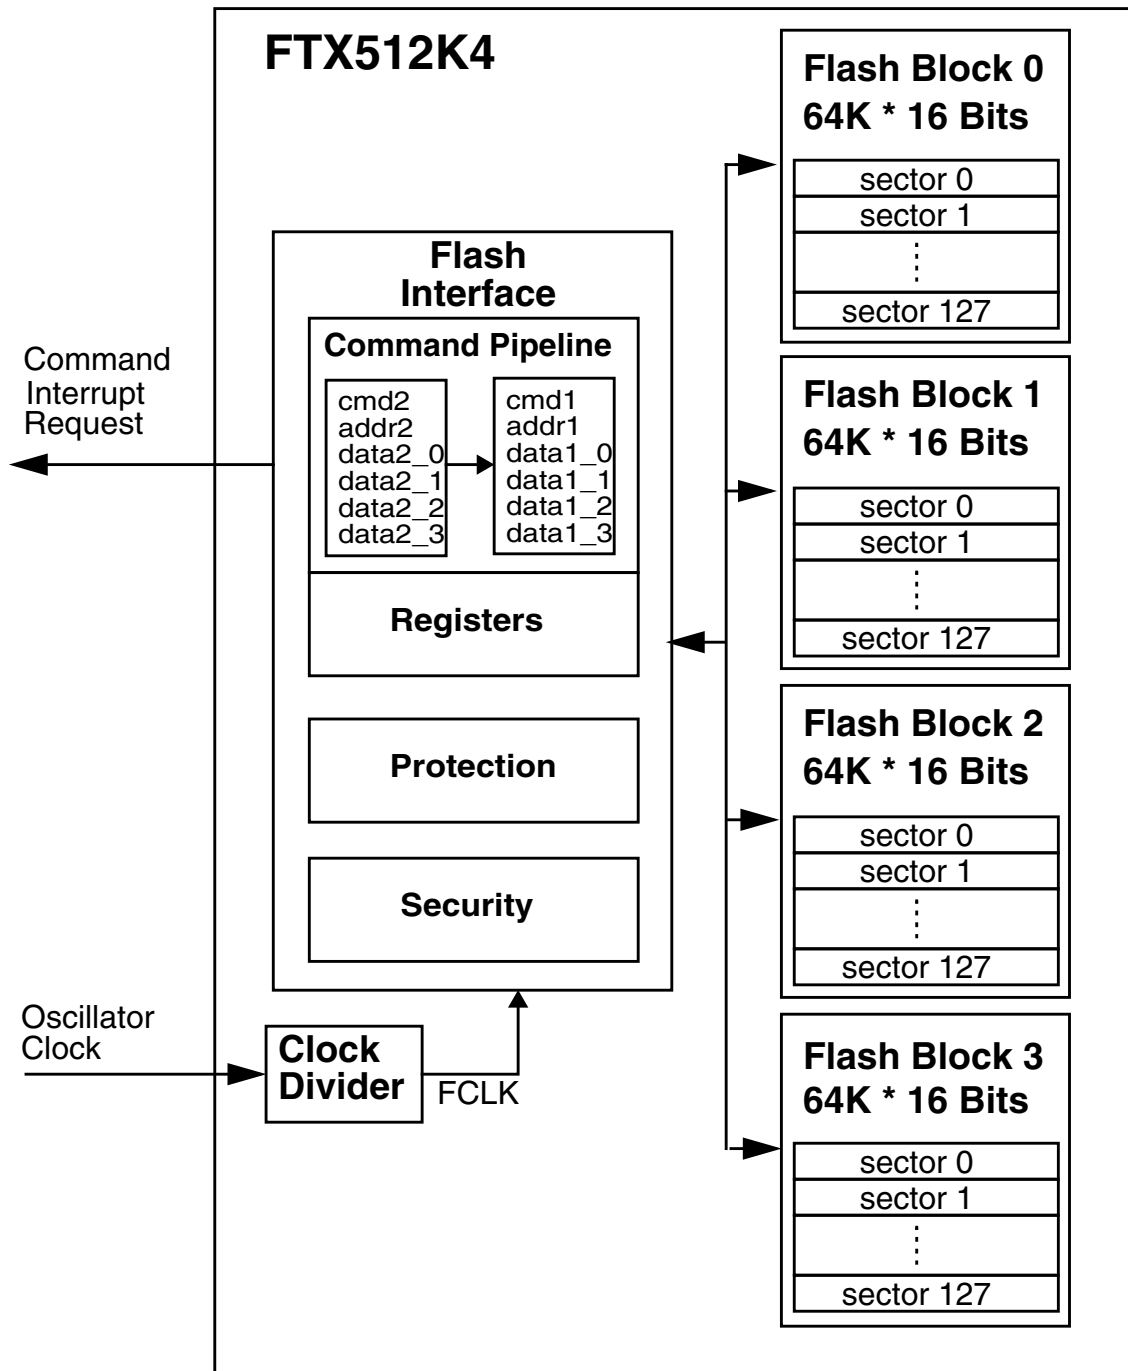 FTX512K4
Command
Interrupt
Request
Oscillator
Clock
Flash
Interface
Command Pipeline
cmd2
addr2
data2_0
data2_1
data2_2
data2_3
cmd1
addr1
data1_0
data1_1
data1_2
data1_3
Registers
Protection
Security
Clock
Divider
FCLK
Flash Block 0
64K * 16 Bits
sector 0
sector 1
sector 127
Flash Block 1
64K * 16 Bits
sector 0
sector 1
sector 127
Flash Block 2
64K * 16 Bits
sector 0
sector 1
sector 127
Flash Block 3
64K * 16 Bits
sector 0
sector 1
sector 127